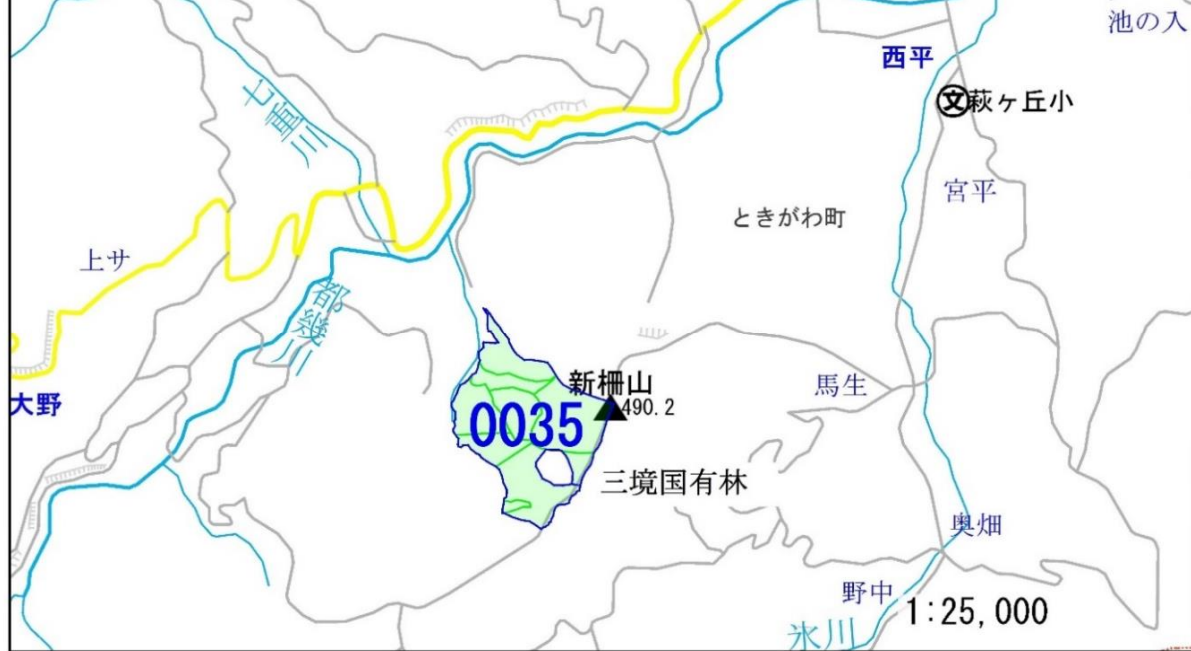 池の入
西平
文
萩ヶ丘小
七重川
宮平
ときがわ町
上サ
都幾川
新柵山
490.2
馬生
大野
0035
三境国有林
奥畑
野中
1:25,000
氷川